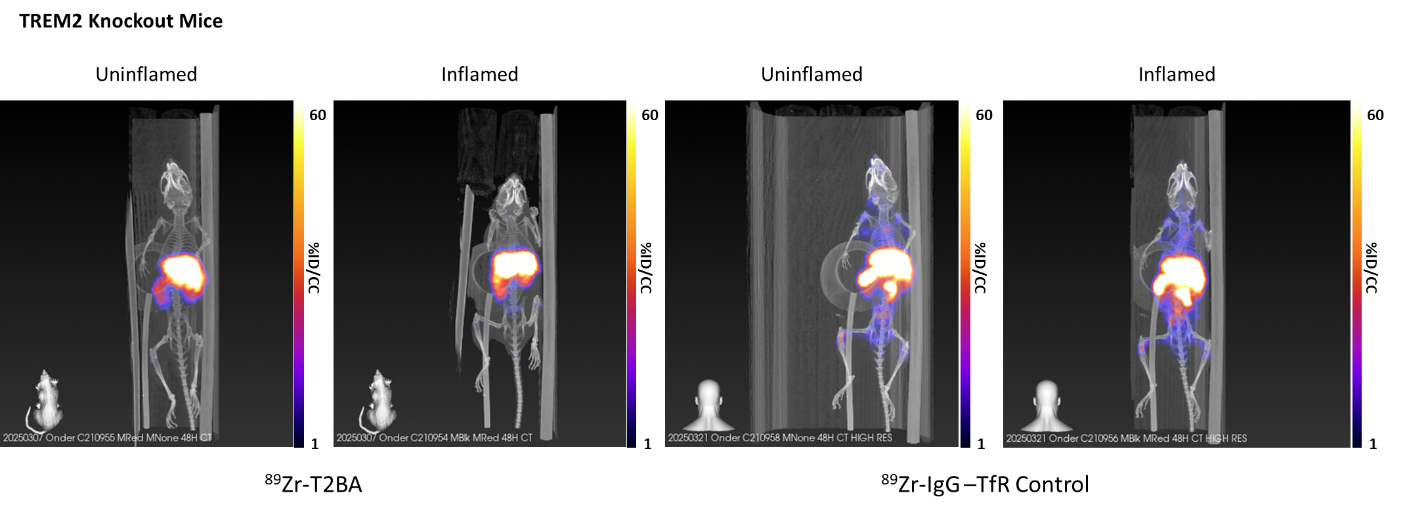 TREM2 Knockout Mice
Uninflamed
Inflamed
Uninflamed
Inflamed
60
60
60
60
%ID/CC
%ID/CC
%ID/CC
%ID/CC
20250307 Onder C210955 MRed MNone 48H CT
20250307 Onder C210954 MBlk MRed 48H CT
20250321 Onder C210958 MNone 48H CT HIGH RES
20250321 Onder C210956 MBlk MRed 48H CT HIGH RES
1
1
1
1
⁸⁹Zr-T2BA
⁸⁹Zr-IgG –TfR Control